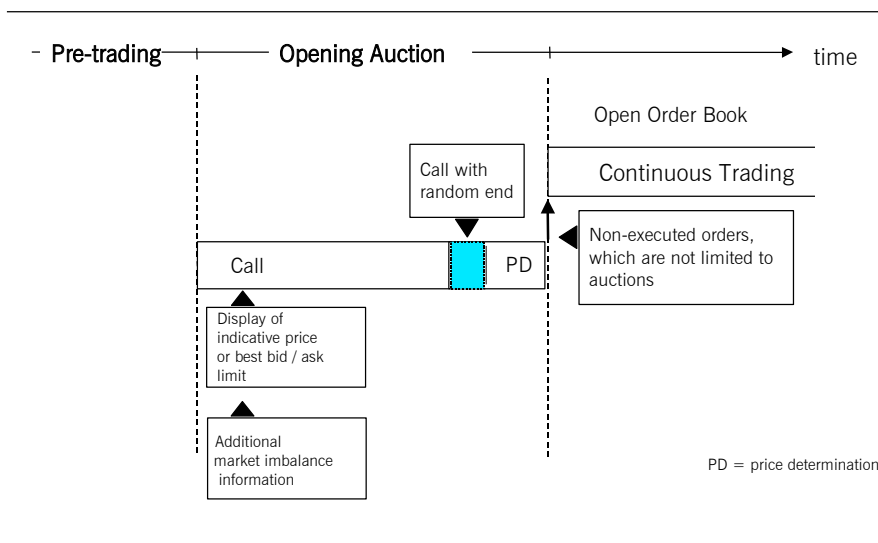 Pre-trading
Opening Auction
time
Open Order Book
Continuous Trading
Call with
random end
Non-executed orders,
which are not limited to
auctions
Call
PD
Display of
indicative price
or best bid / ask
limit
Additional
market imbalance
information
PD = price determination